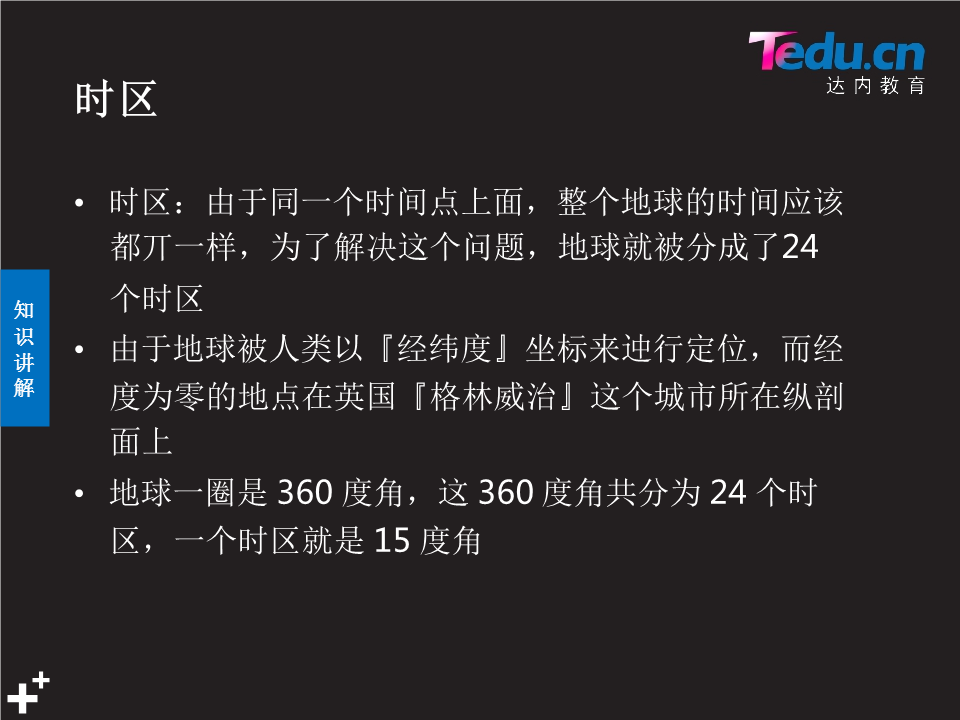 Tedu.cn
达内教育
时区
• 时区：由于同一个时间点上面，整个地球的时间应该
都丌一样，为了解决这个问题，地球就被分成了24
个时区
• 由于地球被人类以『经纬度』坐标来迚行定位，而经
度为零的地点在英国『格林威治』这个城市所在纵剖
面上
• 地球一圈是 360 度角，这 360 度角共分为 24 个时
区，一个时区就是 15 度角
知
识
讲
解